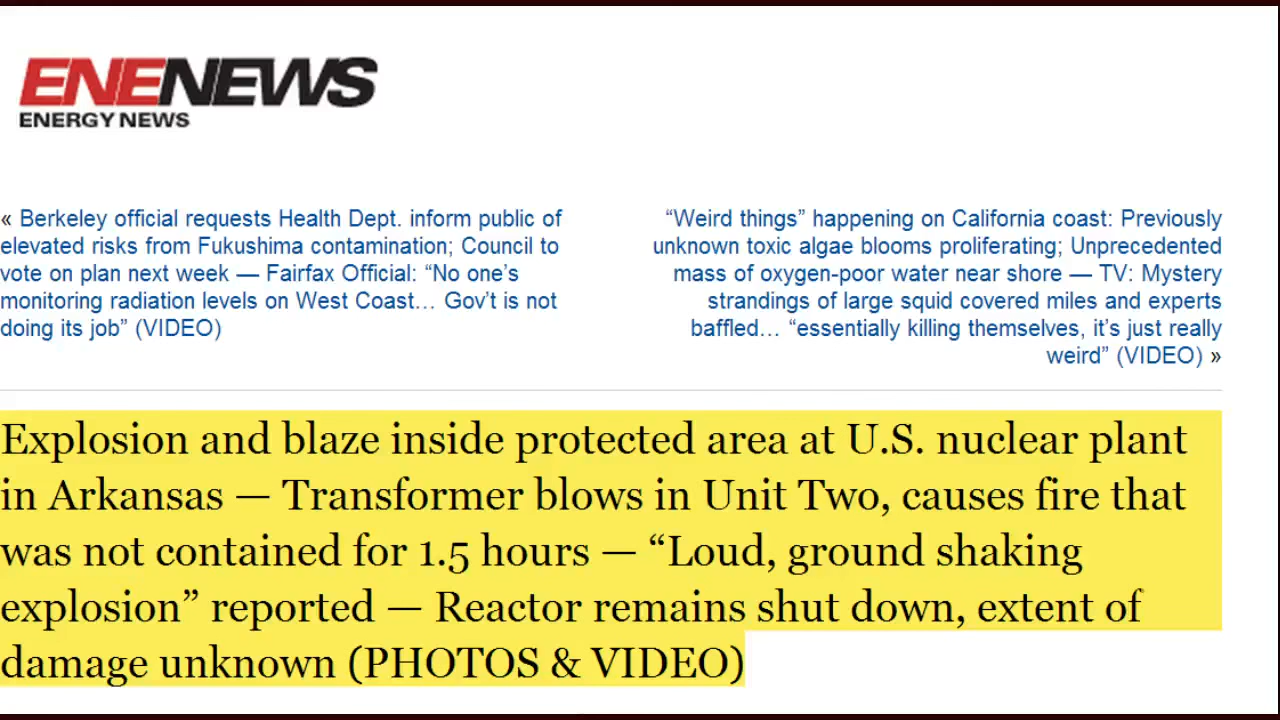 ENENEWS
ENERGY NEWS
« Berkeley official requests Health Dept. inform public of
elevated risks from Fukushima contamination; Council to
vote on plan next week — Fairfax Official: “No one’s
monitoring radiation levels on West Coast… Gov’t is not
doing its job” (VIDEO)
“Weird things” happening on California coast: Previously
unknown toxic algae blooms proliferating; Unprecedented
mass of oxygen-poor water near shore — TV: Mystery
strandings of large squid covered miles and experts
baffled… “essentially killing themselves, it’s just really
weird” (VIDEO) »
Explosion and blaze inside protected area at U.S. nuclear plant
in Arkansas — Transformer blows in Unit Two, causes fire that
was not contained for 1.5 hours — “Loud, ground shaking
explosion” reported — Reactor remains shut down, extent of
damage unknown (PHOTOS & VIDEO)